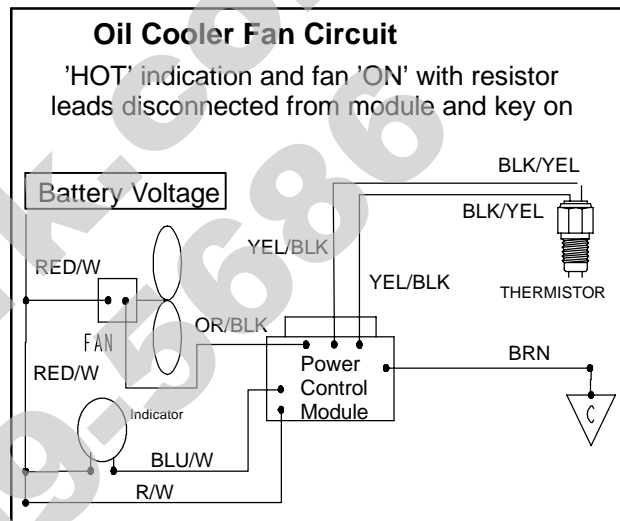 Oil Cooler Fan Circuit
'HOT' indication and fan 'ON' with resistor
leads disconnected from module and key on
BLK/YEL
Battery Voltage
BLK/YEL
YEL/BLK
RED/W
YEL/BLK
THERMISTOR
OR/BLK
FAN
BRN
RED/W
Power
Control
Module
Indicator
C
BLU/W
R/W